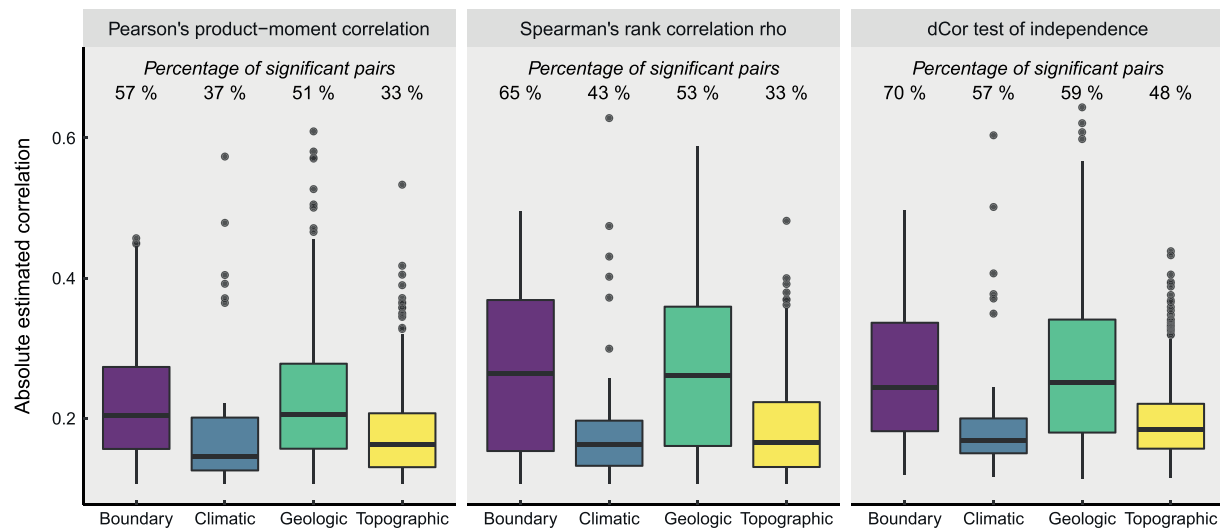 Pearson's product−moment correlation
Spearman's rank correlation rho
dCor test of independence
Percentage of significant pairs
57 % 37 % 51 % 33 %
Percentage of significant pairs
65 % 43 % 53 % 33 %
Percentage of significant pairs
70 % 57 % 59 % 48 %
Absolute estimated correlation
0.6
0.4
0.2
Boundary Climatic Geologic Topographic
Boundary Climatic Geologic Topographic
Boundary Climatic Geologic Topographic